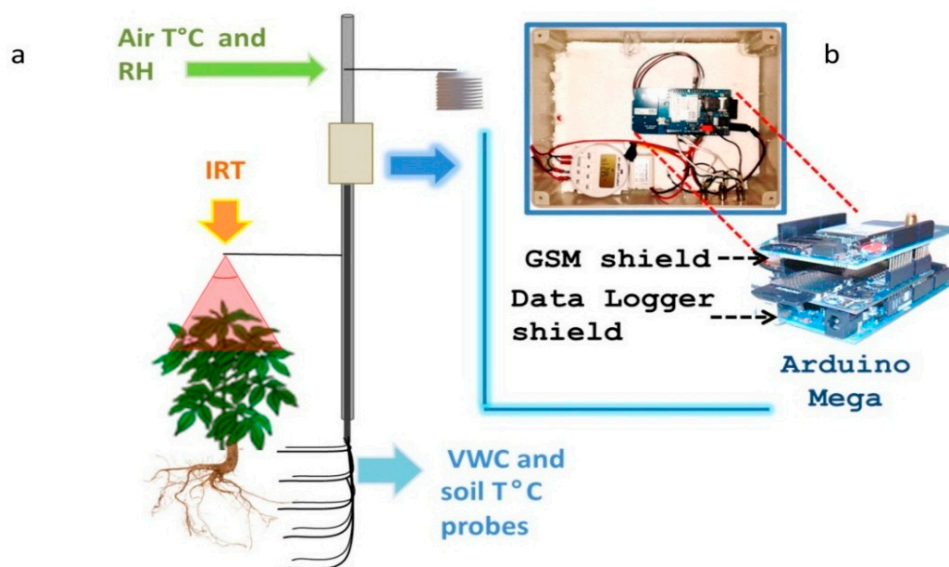 a
Air T°C and
RH
IRT
VWC and
soil T°C
probes
b
GSM shield
Data Logger
shield
Arduino
Mega